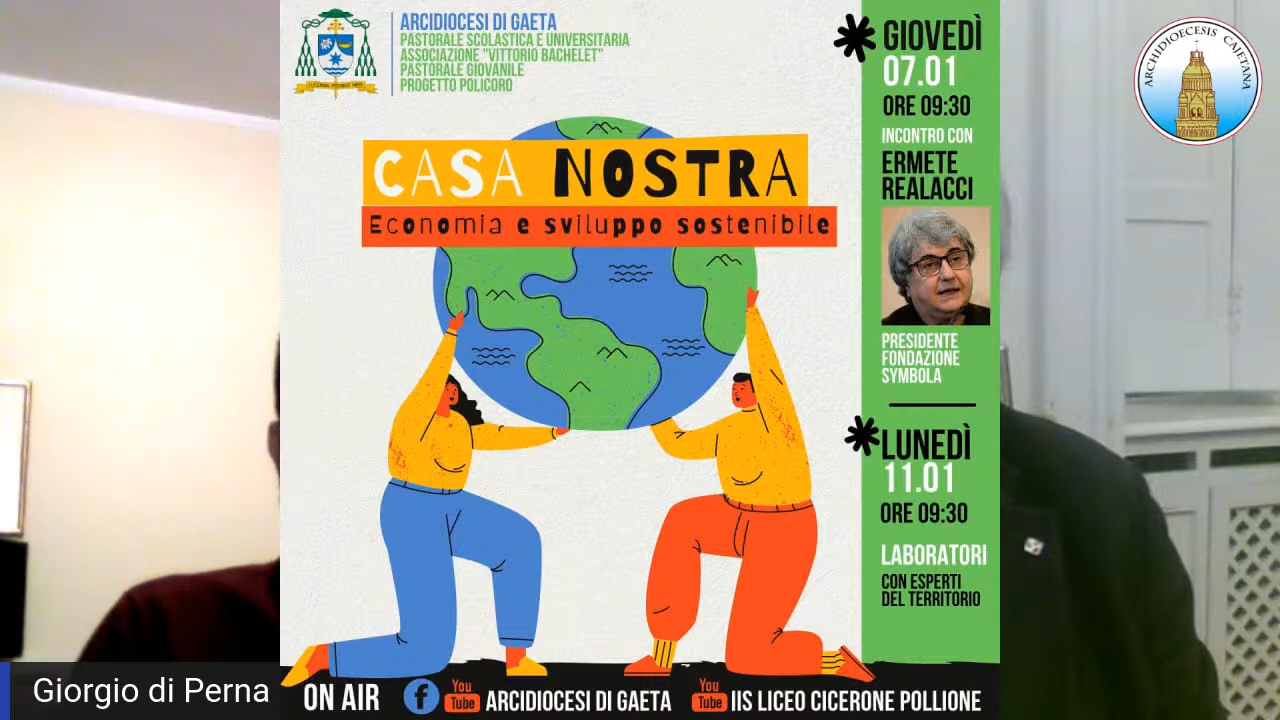 ARCIDIOCESI DI GAETA
PASTORALE SCOLASTICA E UNIVERSITARIA
ASSOCIAZIONE "VITTORIO BACHELET"
PASTORALE GIOVANILE
PROGETTO POLICORO
CASA NOSTRA
Economia e sviluppo sostenibile
GIOVEDÌ
07.01
ORE 09:30
INCONTRO CON
ERMETE
REALACCI
PRESIDENTE
FONDAZIONE
SYMBOLA
LUNEDÌ
11.01
ORE 09:30
LABORATORI
CON ESPERTI
DEL TERRITORIO
ARCHIDIOECESIS CAJETANA
Giorgio di Perna
ON AIR
f
You
Tube
ARCIDIOCESI DI GAETA
You
Tube
IIS LICEO CICERONE POLLIONE